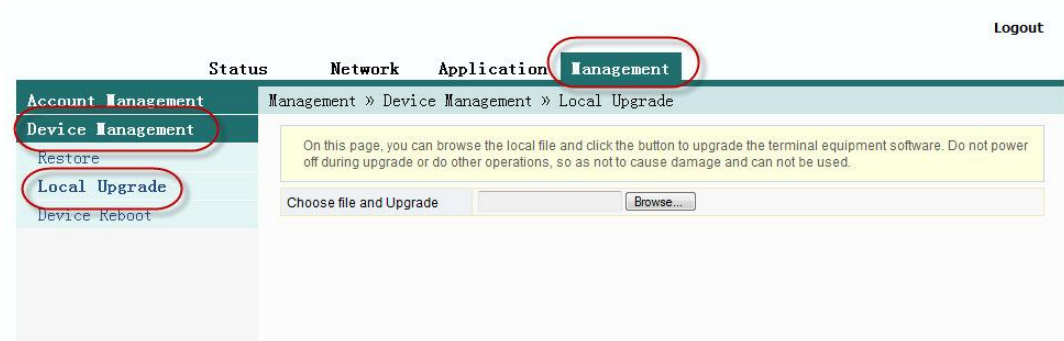 Logout
Status Network Application Management
Account Management
Management » Device Management » Local Upgrade
Device Management
On this page, you can browse the local file and click the button to upgrade the terminal equipment software. Do not power
off during upgrade or do other operations, so as not to cause damage and can not be used.
Restore
Local Upgrade
Choose file and Upgrade Browse...
Device Reboot